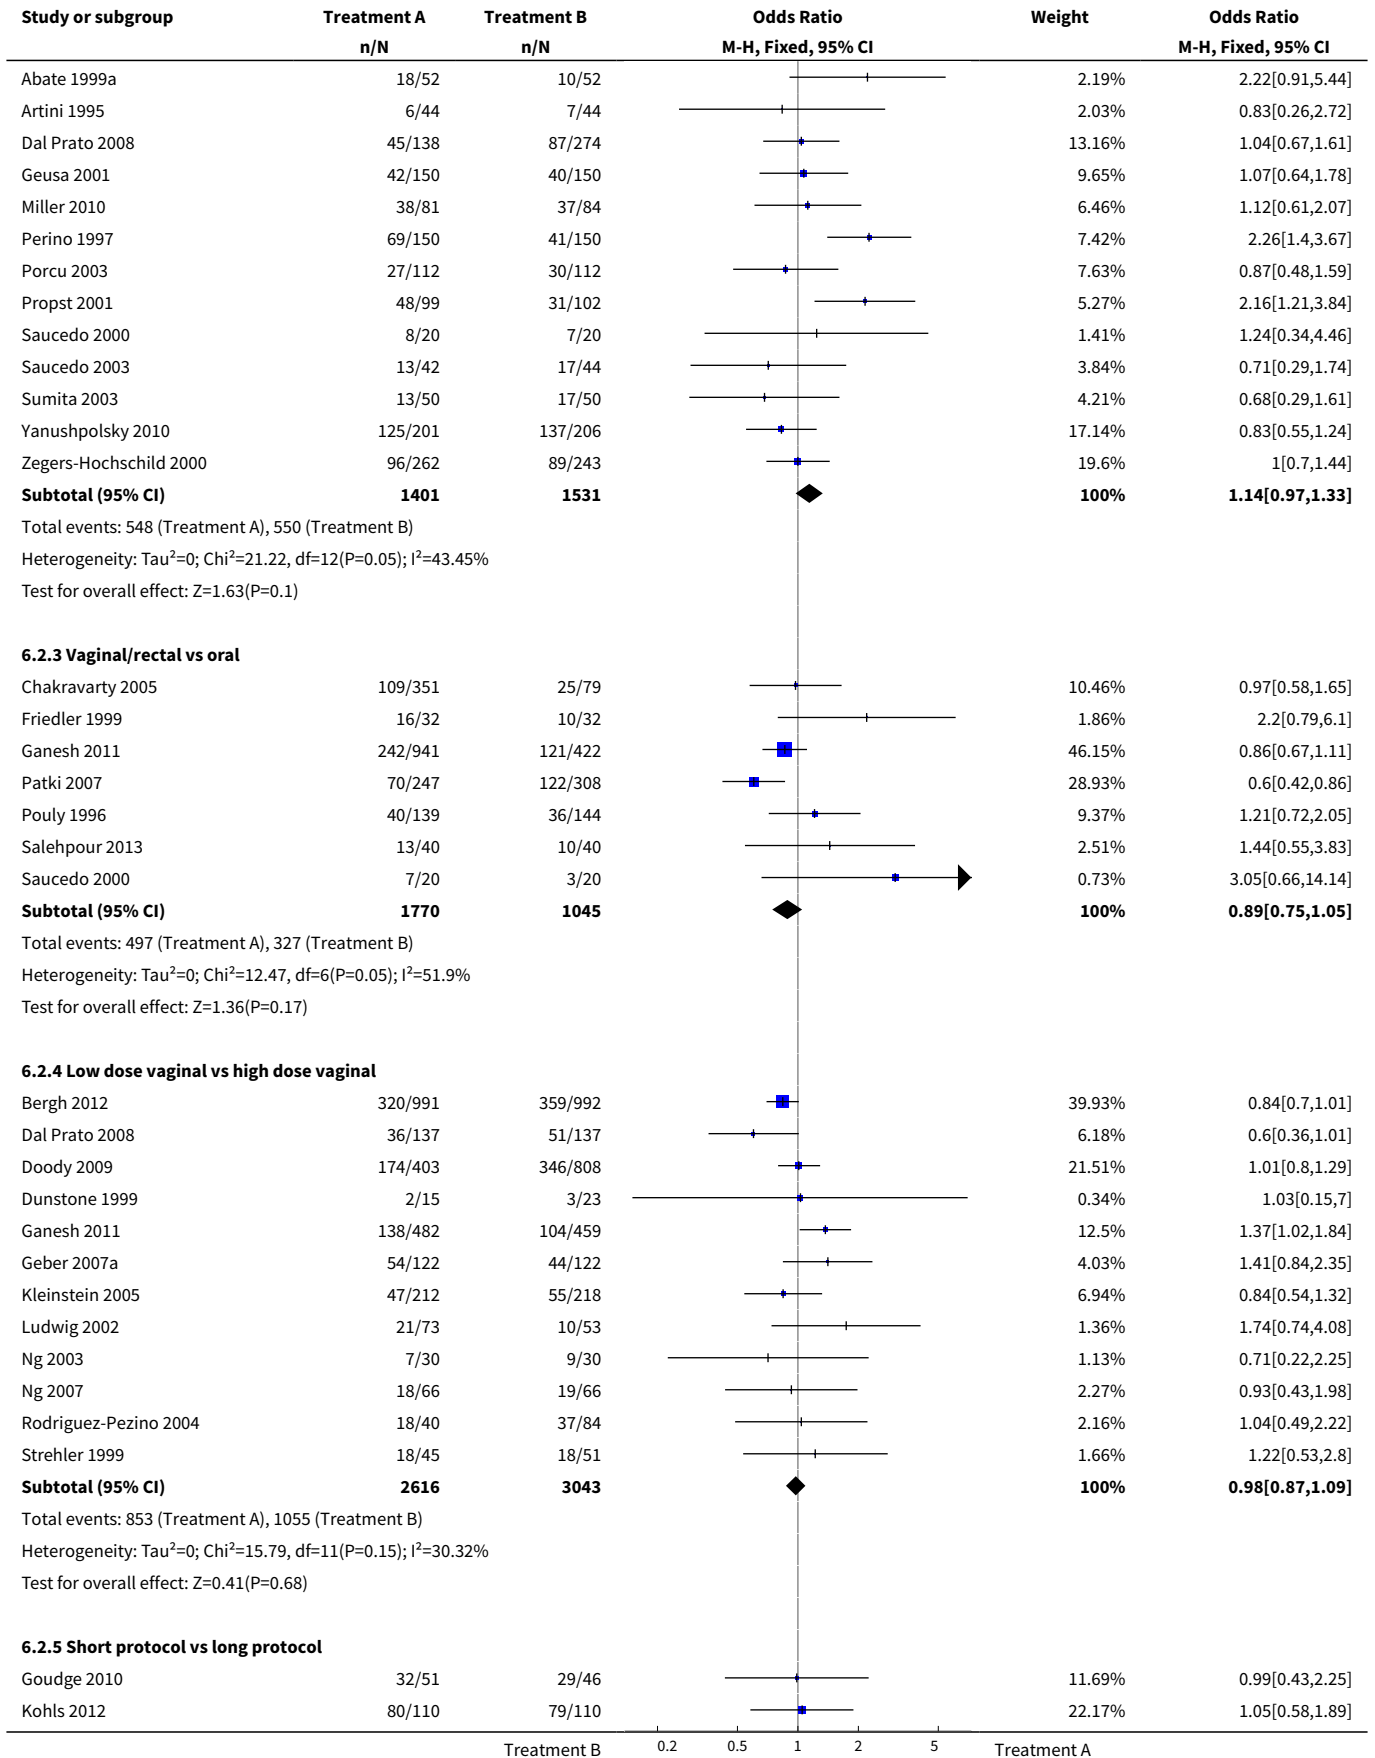 Study or subgroup Treatment A Treatment B Odds Ratio Weight Odds Ratio
n/N n/N M-H, Fixed, 95% CI M-H, Fixed, 95% CI
Abate 1999a 18/52 10/52 2.19% 2.22[0.91,5.44]
Artini 1995 6/44 7/44 2.03% 0.83[0.26,2.72]
Dal Prato 2008 45/138 87/274 13.16% 1.04[0.67,1.61]
Geusa 2001 42/150 40/150 9.65% 1.07[0.64,1.78]
Miller 2010 38/81 37/84 6.46% 1.12[0.61,2.07]
Perino 1997 69/150 41/150 7.42% 2.26[1.4,3.67]
Porcu 2003 27/112 30/112 7.63% 0.87[0.48,1.59]
Propst 2001 48/99 31/102 5.27% 2.16[1.21,3.84]
Saucedo 2000 8/20 7/20 1.41% 1.24[0.34,4.46]
Saucedo 2003 13/42 17/44 3.84% 0.71[0.29,1.74]
Sumita 2003 13/50 17/50 4.21% 0.68[0.29,1.61]
Yanushpolsky 2010 125/201 137/206 17.14% 0.83[0.55,1.24]
Zegers-Hochschild 2000 96/262 89/243 19.6% 1[0.7,1.44]
Subtotal (95% CI) 1401 1531 100% 1.14[0.97,1.33]
Total events: 548 (Treatment A), 550 (Treatment B)
Heterogeneity: Tau²=0; Chi²=21.22, df=12(P=0.05); I²=43.45%
Test for overall effect: Z=1.63(P=0.1)
6.2.3 Vaginal/rectal vs oral
Chakravarty 2005 109/351 25/79 10.46% 0.97[0.58,1.65]
Friedler 1999 16/32 10/32 1.86% 2.2[0.79,6.1]
Ganesh 2011 242/941 121/422 46.15% 0.86[0.67,1.11]
Patki 2007 70/247 122/308 28.93% 0.6[0.42,0.86]
Pouly 1996 40/139 36/144 9.37% 1.21[0.72,2.05]
Salehpour 2013 13/40 10/40 2.51% 1.44[0.55,3.83]
Saucedo 2000 7/20 3/20 0.73% 3.05[0.66,14.14]
Subtotal (95% CI) 1770 1045 100% 0.89[0.75,1.05]
Total events: 497 (Treatment A), 327 (Treatment B)
Heterogeneity: Tau²=0; Chi²=12.47, df=6(P=0.05); I²=51.9%
Test for overall effect: Z=1.36(P=0.17)
6.2.4 Low dose vaginal vs high dose vaginal
Bergh 2012 320/991 359/992 39.93% 0.84[0.7,1.01]
Dal Prato 2008 36/137 51/137 6.18% 0.6[0.36,1.01]
Doody 2009 174/403 346/808 21.51% 1.01[0.8,1.29]
Dunstone 1999 2/15 3/23 0.34% 1.03[0.15,7]
Ganesh 2011 138/482 104/459 12.5% 1.37[1.02,1.84]
Geber 2007a 54/122 44/122 4.03% 1.41[0.84,2.35]
Kleinstein 2005 47/212 55/218 6.94% 0.84[0.54,1.32]
Ludwig 2002 21/73 10/53 1.36% 1.74[0.74,4.08]
Ng 2003 7/30 9/30 1.13% 0.71[0.22,2.25]
Ng 2007 18/66 19/66 2.27% 0.93[0.43,1.98]
Rodriguez-Pezino 2004 18/40 37/84 2.16% 1.04[0.49,2.22]
Strehler 1999 18/45 18/51 1.66% 1.22[0.53,2.8]
Subtotal (95% CI) 2616 3043 100% 0.98[0.87,1.09]
Total events: 853 (Treatment A), 1055 (Treatment B)
Heterogeneity: Tau²=0; Chi²=15.79, df=11(P=0.15); I²=30.32%
Test for overall effect: Z=0.41(P=0.68)
6.2.5 Short protocol vs long protocol
Goudge 2010 32/51 29/46 11.69% 0.99[0.43,2.25]
Kohls 2012 80/110 79/110 22.17% 1.05[0.58,1.89]
Treatment B 0.2 0.5 1 2 5 Treatment A